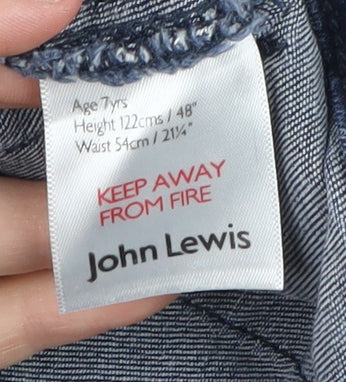 Age 7yrs
Height 122cms / 48"
Waist 54cm / 21¼"
KEEP AWAY
FROM FIRE
John Lewis